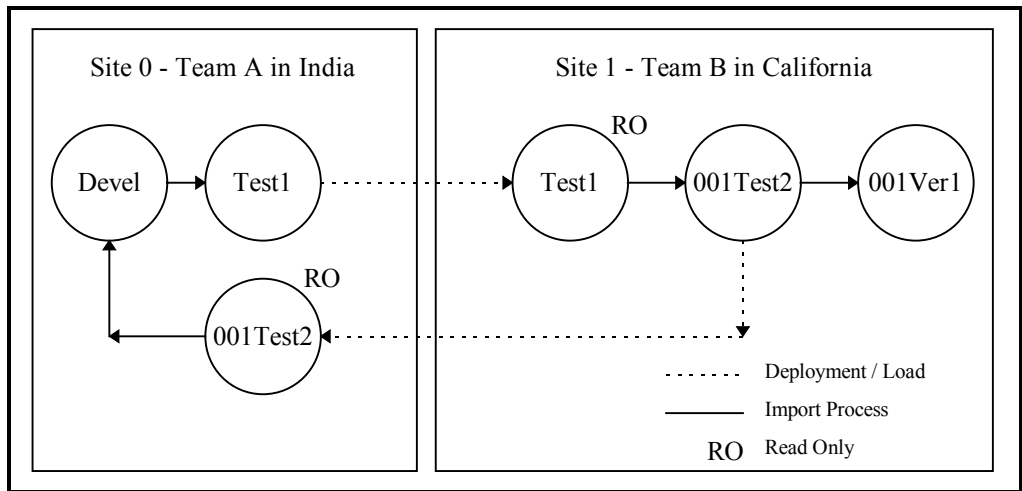 Site 0 - Team A in India
Devel
Test1
RO
001Test2
Site 1 - Team B in California
RO
Test1
001Test2
001Ver1
Deployment / Load
Import Process
RO Read Only